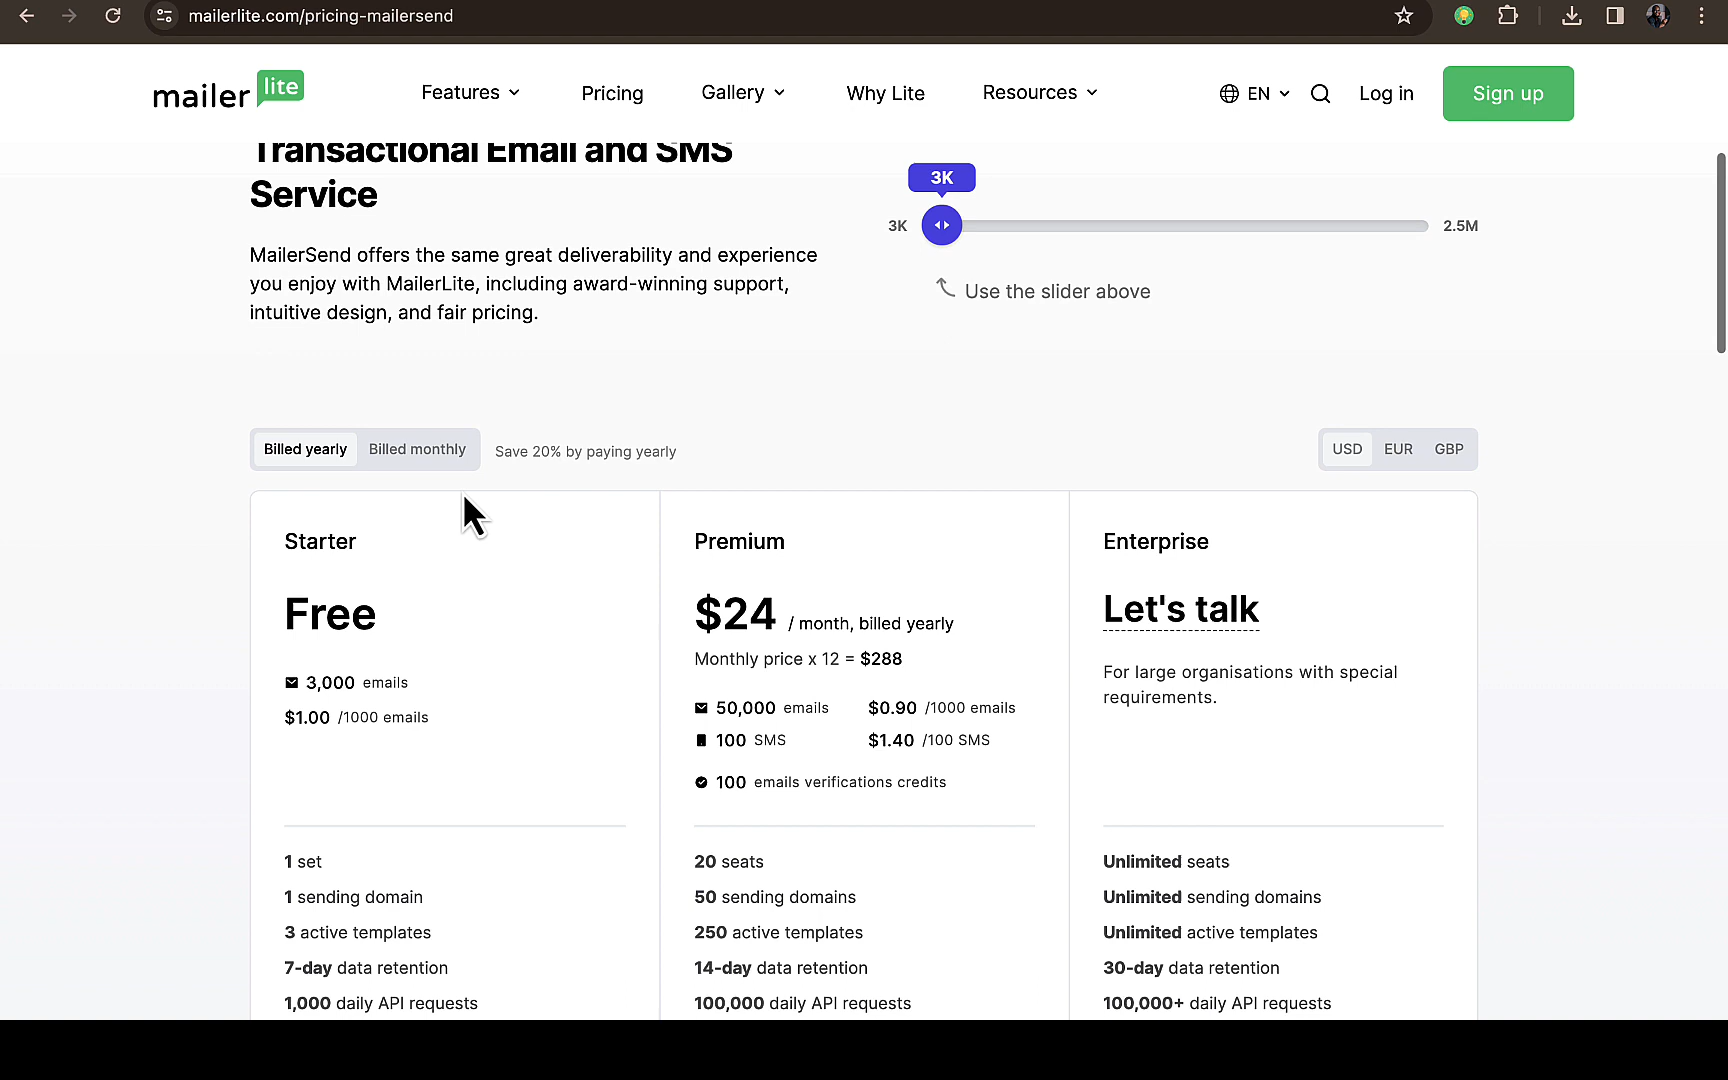 mailerlite.com/pricing-mailersend
mailer lite
Features
Pricing
Gallery
Why Lite
Resources
EN
Log in
Sign up
Transactional Email and SMS
Service
MailerSend offers the same great deliverability and experience
you enjoy with MailerLite, including award-winning support,
intuitive design, and fair pricing.
3K
3K
2.5M
Use the slider above
Billed yearly
Billed monthly
Save 20% by paying yearly
USD
EUR
GBP
Starter
Free
3,000 emails
$1.00 /1000 emails
1 set
1 sending domain
3 active templates
7-day data retention
1,000 daily API requests
Premium
$24 / month, billed yearly
Monthly price x 12 = $288
50,000 emails $0.90 /1000 emails
100 SMS $1.40 /100 SMS
100 emails verifications credits
20 seats
50 sending domains
250 active templates
14-day data retention
100,000 daily API requests
Enterprise
Let's talk
For large organisations with special
requirements.
Unlimited seats
Unlimited sending domains
Unlimited active templates
30-day data retention
100,000+ daily API requests